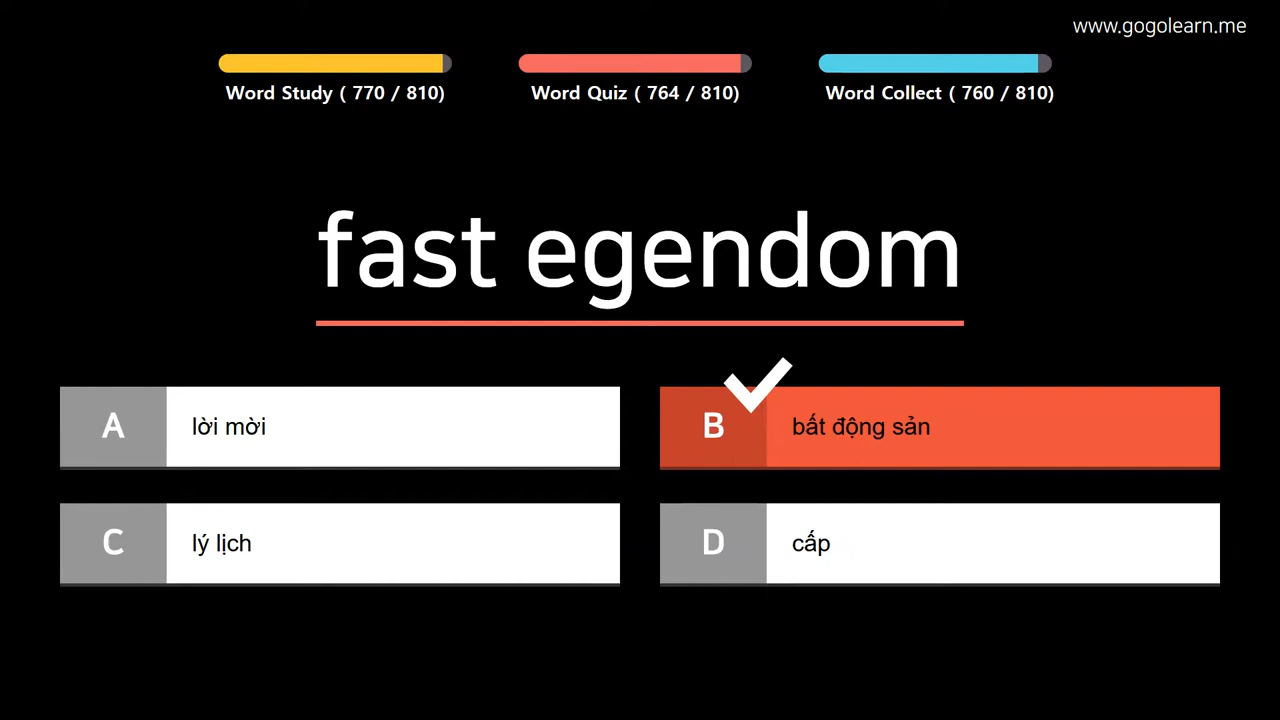 www.gogolearn.me
Word Study ( 770 / 810) Word Quiz ( 764 / 810) Word Collect ( 760 / 810)
fast egendom
A lời mời
B bất động sản
C lý lịch
D cấp